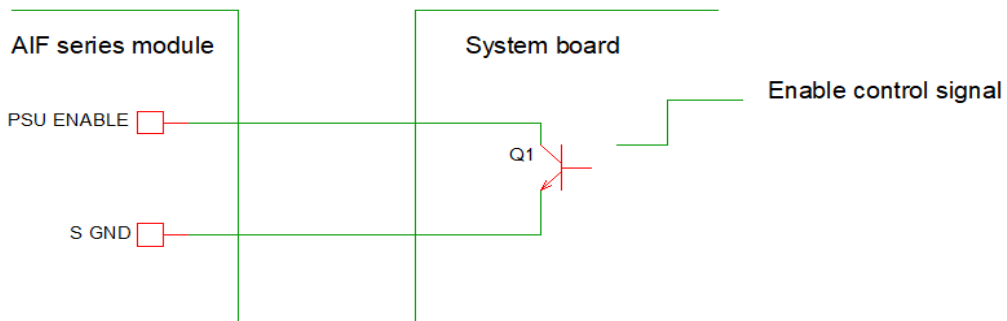 AIF series module
System board
Enable control signal
PSU ENABLE
Q1
S GND